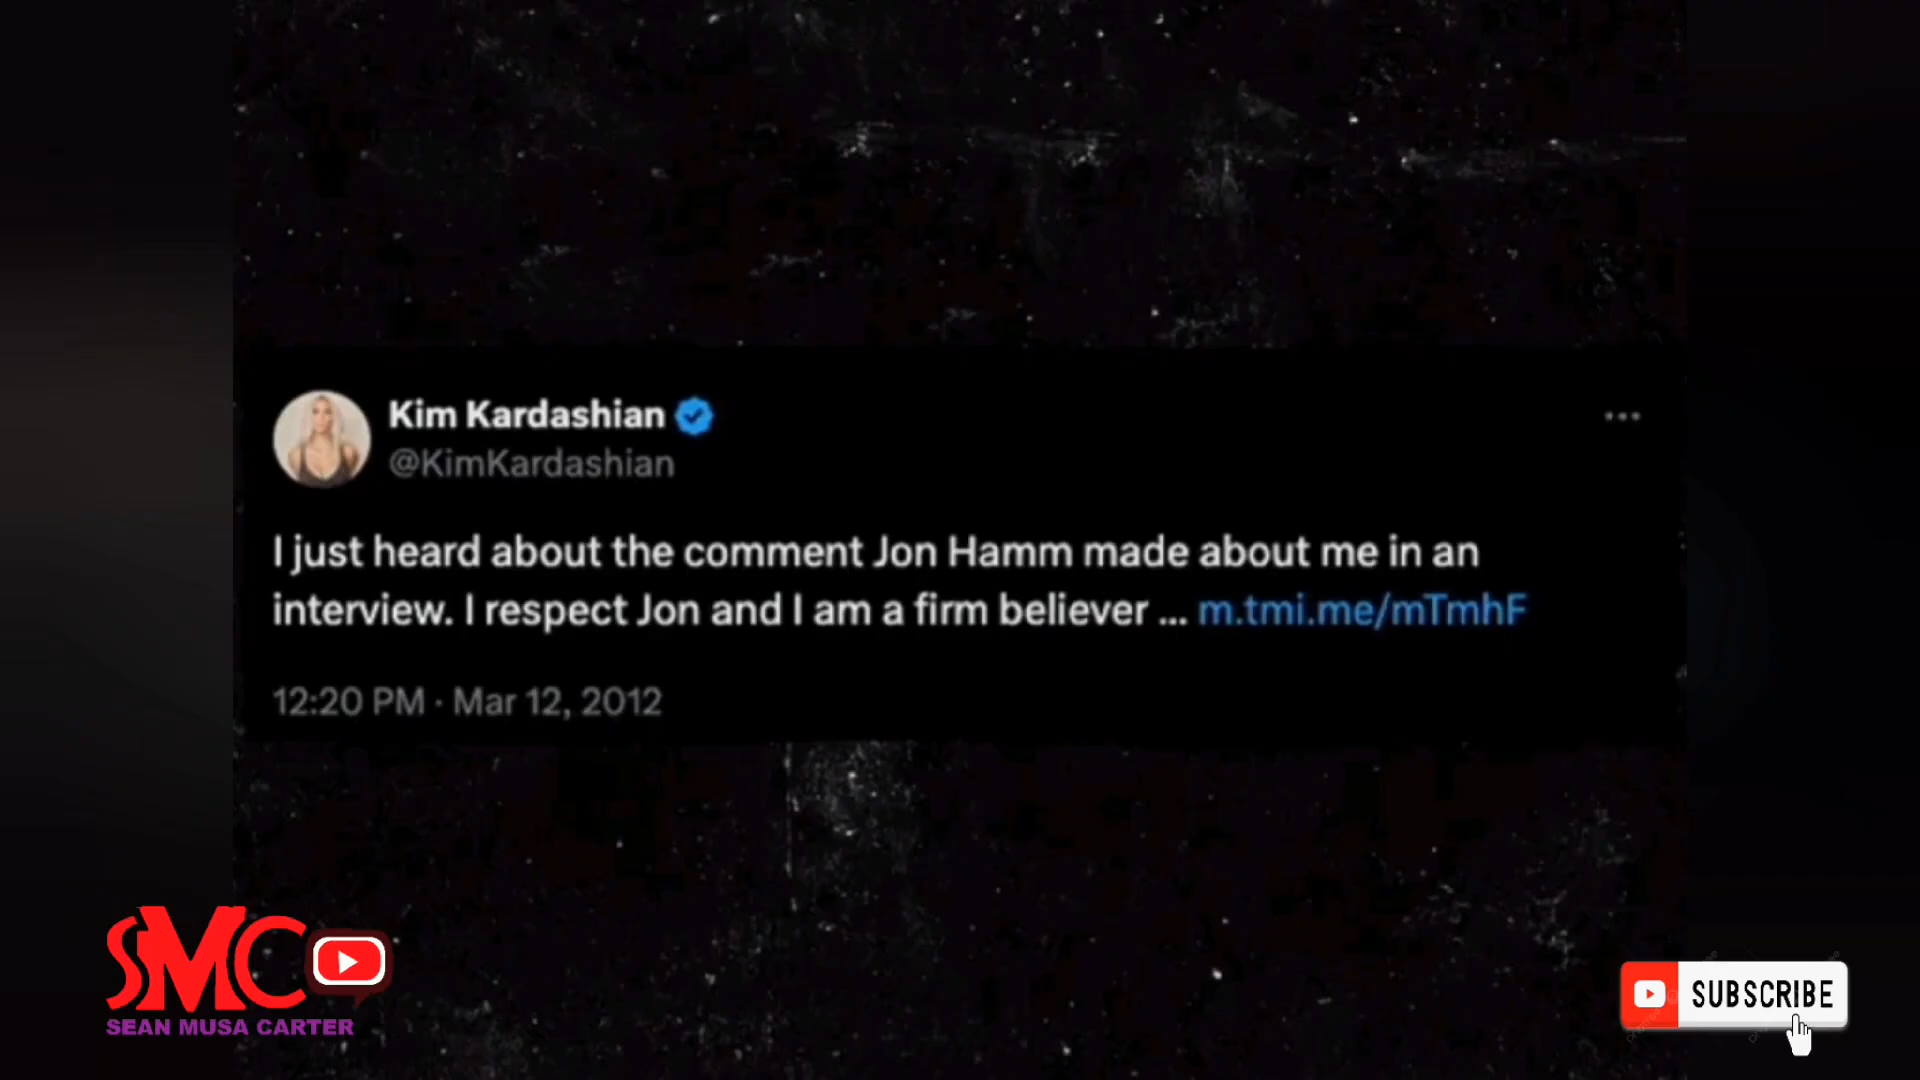 Kim Kardashian
@KimKardashian
I just heard about the comment Jon Hamm made about me in an
interview. I respect Jon and I am a firm believer ... m.tmi.me/mTmhF
12:20 PM · Mar 12, 2012
SMC
SEAN MUSA CARTER
SUBSCRIBE